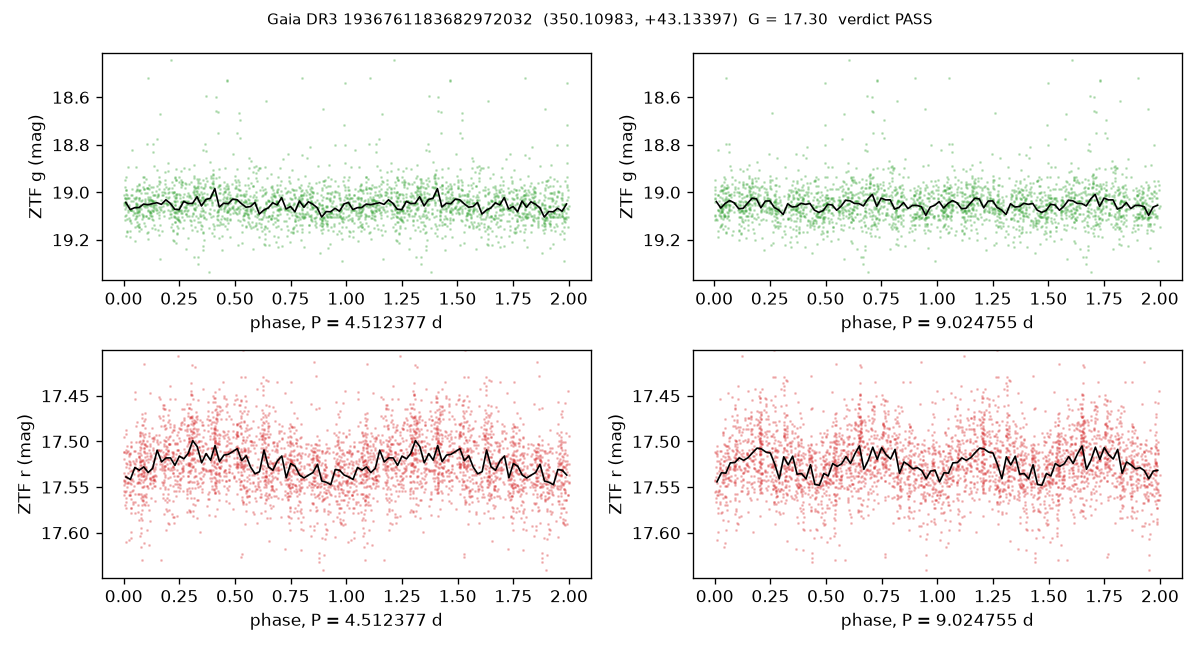 Gaia DR3 1936761183682972032 (350.10983, +43.13397) G = 17.30 verdict PASS
ZTF g (mag)
18.6
18.8
19.0
19.2
0.00 0.25 0.50 0.75 1.00 1.25 1.50 1.75 2.00
phase, P = 4.512377 d
ZTF g (mag)
18.6
18.8
19.0
19.2
0.00 0.25 0.50 0.75 1.00 1.25 1.50 1.75 2.00
phase, P = 9.024755 d
ZTF r (mag)
17.45
17.50
17.55
17.60
0.00 0.25 0.50 0.75 1.00 1.25 1.50 1.75 2.00
phase, P = 4.512377 d
ZTF r (mag)
17.45
17.50
17.55
17.60
0.00 0.25 0.50 0.75 1.00 1.25 1.50 1.75 2.00
phase, P = 9.024755 d